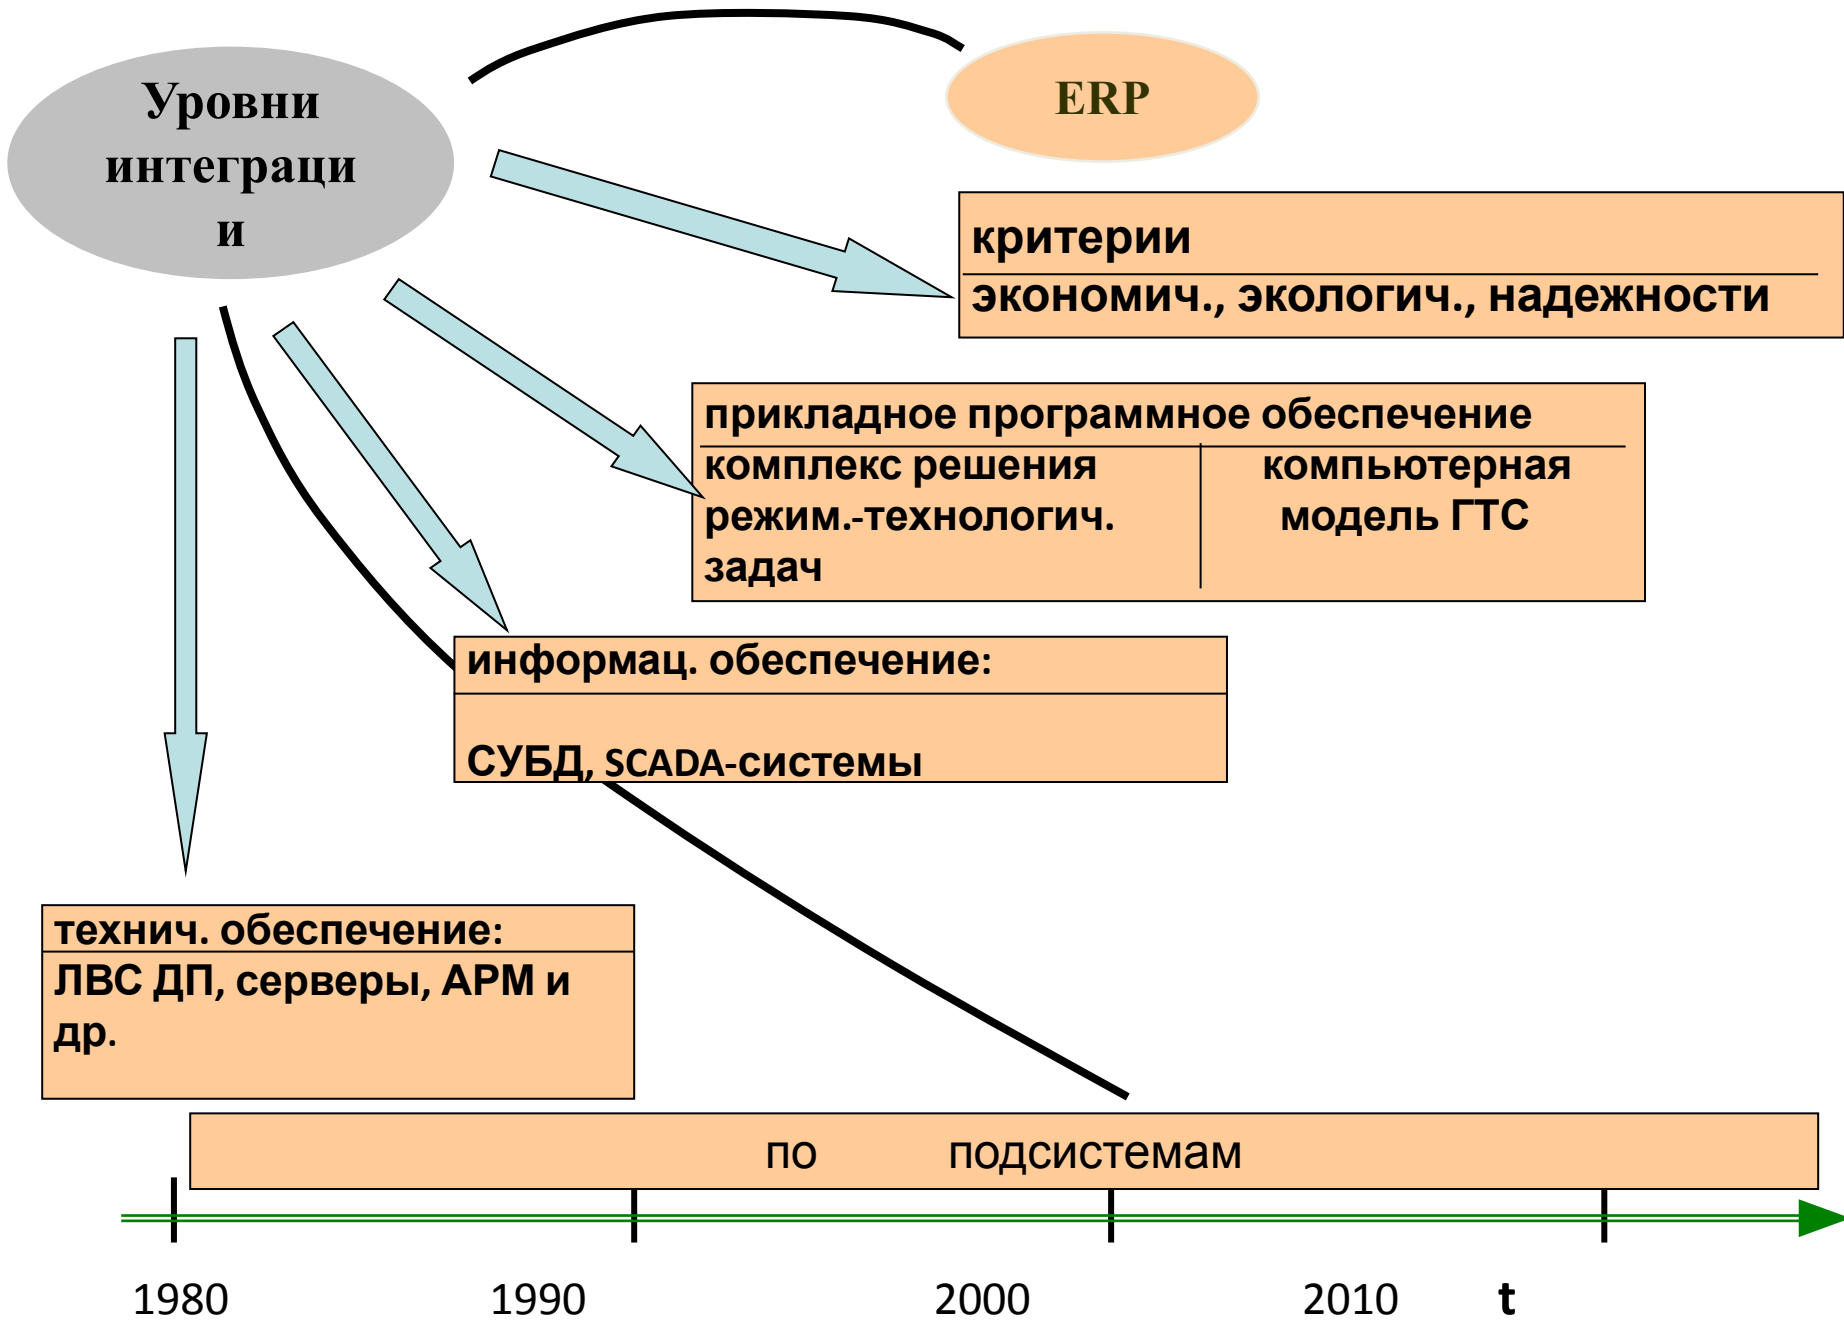 Уровни
интеграци
и
ERP
критерии
экономич., экологич., надежности
прикладное программное обеспечение
комплекс решения
режим.-технологич.
задач
компьютерная
модель ГТС
информац. обеспечение:
СУБД, SCADA-системы
технич. обеспечение:
ЛВС ДП, серверы, АРМ и
др.
по подсистемам
1980 1990 2000 2010 t